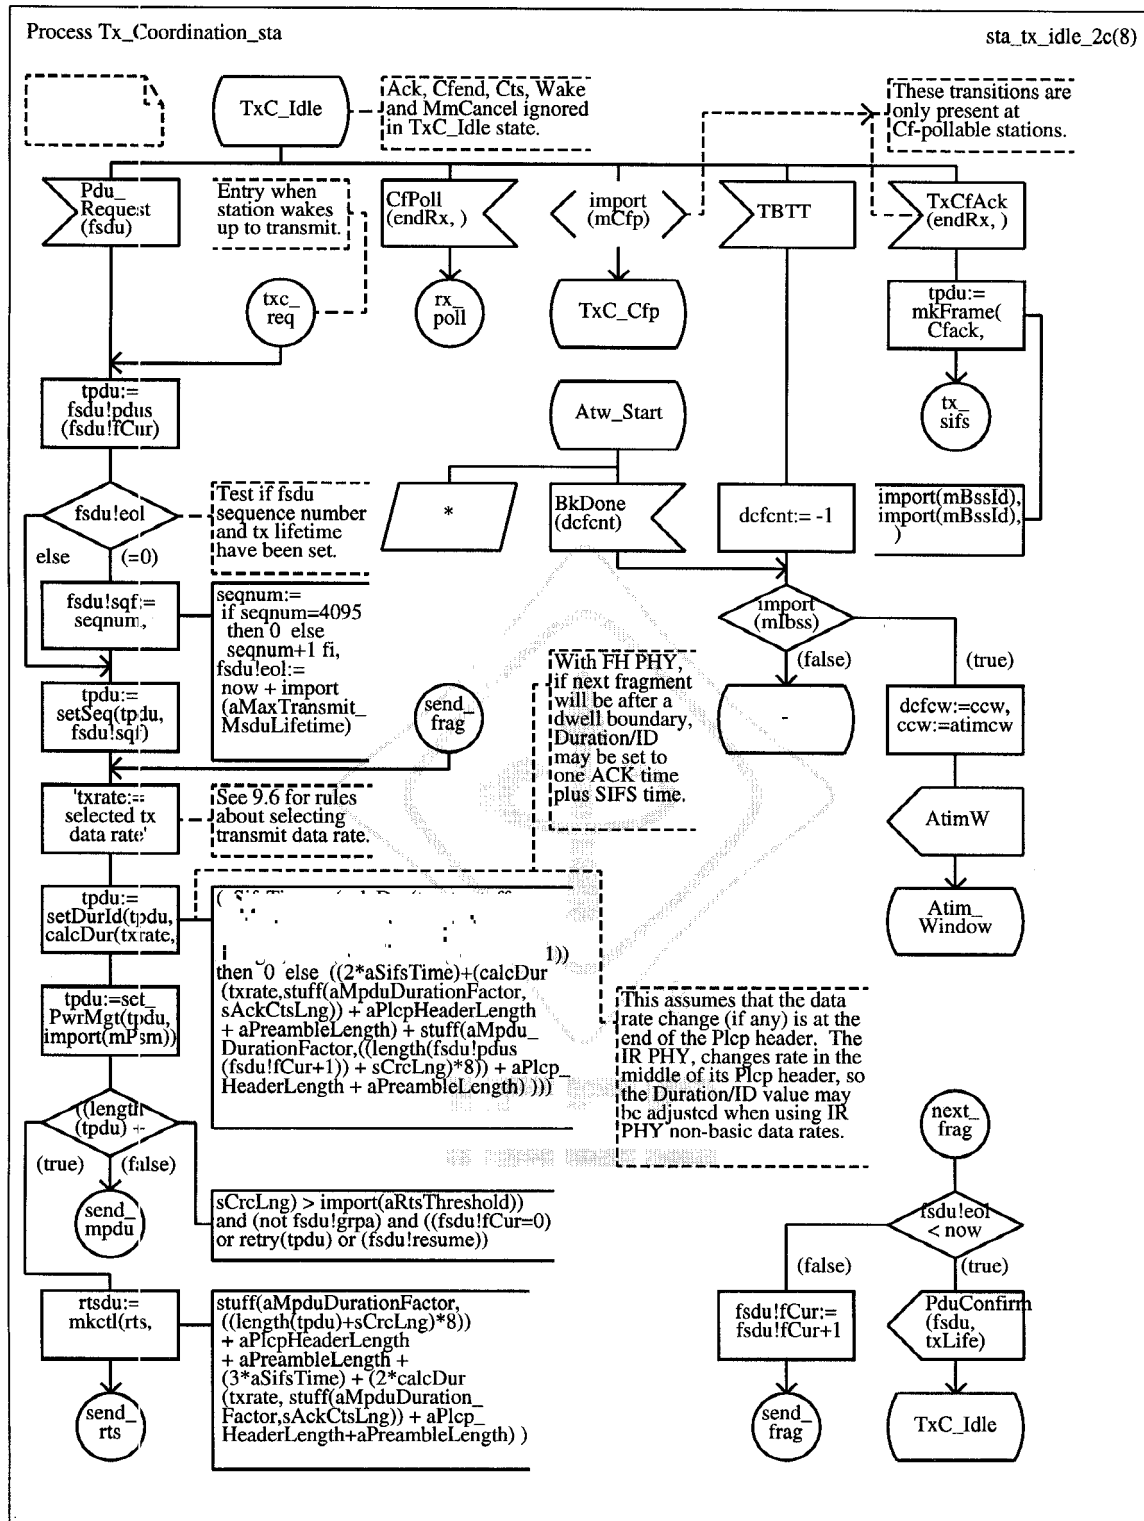 Process Tx_Coordination_sta
sta_tx_idle_2c(8)
TxC_Idle
Ack, Cfend, Cts, Wake
and MmCancel ignored
in TxC_Idle state.
These transitions are
only present at
Cf-pollable stations.
Pdu_
Request
(fsdu)
Entry when
station wakes
up to transmit.
CfPoll
(endRx, )
import
(mCfp)
TBTT
TxCfAck
(endRx, )
txc_
req
rx_
poll
TxC_Cfp
tpdu:=
mkFrame(
Cfack,
tpdu:=
fsdu!pdus
(fsdu!fCur)
Atw_Start
tx_
sifs
fsdu!eol
Test if fsdu
sequence number
and tx lifetime
have been set.
*
BkDone
(dcfcnt)
dcfcnt:= -1
import(mBssId),
import(mBssId),
)
else
(=0)
fsdu!sqf:=
seqnum,
seqnum:=
if seqnum=4095
then 0 else
seqnum+1 fi,
fsdu!eol:=
now + import
(aMaxTransmit_
MsduLifetime)
import
(mIbss)
(false)
(true)
tpdu:=
setSeq(tpdu,
fsdu!sqf)
send_
frag
With FH PHY,
if next fragment
will be after a
dwell boundary,
Duration/ID
may be set to
one ACK time
plus SIFS time.
-
dcfcw:=ccw,
ccw:=atimcw
'txrate:=
selected tx
data rate'
See 9.6 for rules
about selecting
transmit data rate.
AtimW
tpdu:=
setDurId(tpdu,
calcDur(txrate,
1))
then 0 else ((2*aSifsTime)+(calcDur
(txrate,stuff(aMpduDurationFactor,
sAckCtsLng)) + aPlcpHeaderLength
+ aPreambleLength) + stuff(aMpdu_
DurationFactor,((length(fsdu!pdus
(fsdu!fCur+1)) + sCrcLng)*8)) + aPlcp_
HeaderLength + aPreambleLength) )))
Atim_
Window
tpdu:=set_
PwrMgt(tpdu,
import(mPsm))
This assumes that the data
rate change (if any) is at the
end of the Plcp header. The
IR PHY, changes rate in the
middle of its Plcp header, so
the Duration/ID value may
be adjusted when using IR
PHY non-basic data rates.
((length
(tpdu) +
(true)
(false)
next_
frag
send_
mpdu
sCrcLng) > import(aRtsThreshold))
and (not fsdu!grpa) and ((fsdu!fCur=0)
or retry(tpdu) or (fsdu!resume))
fsdu!eol
< now
(false)
(true)
rtsdu:=
mkctl(rts,
stuff(aMpduDurationFactor,
((length(tpdu)+sCrcLng)*8))
+ aPlcpHeaderLength
+ aPreambleLength +
(3*aSifsTime) + (2*calcDur
(txrate, stuff(aMpduDuration_
Factor,sAckCtsLng)) + aPlcp_
HeaderLength+aPreambleLength) )
fsdu!fCur:=
fsdu!fCur+1
PduConfirm
(fsdu,
txLife)
send_
rts
send_
frag
TxC_Idle